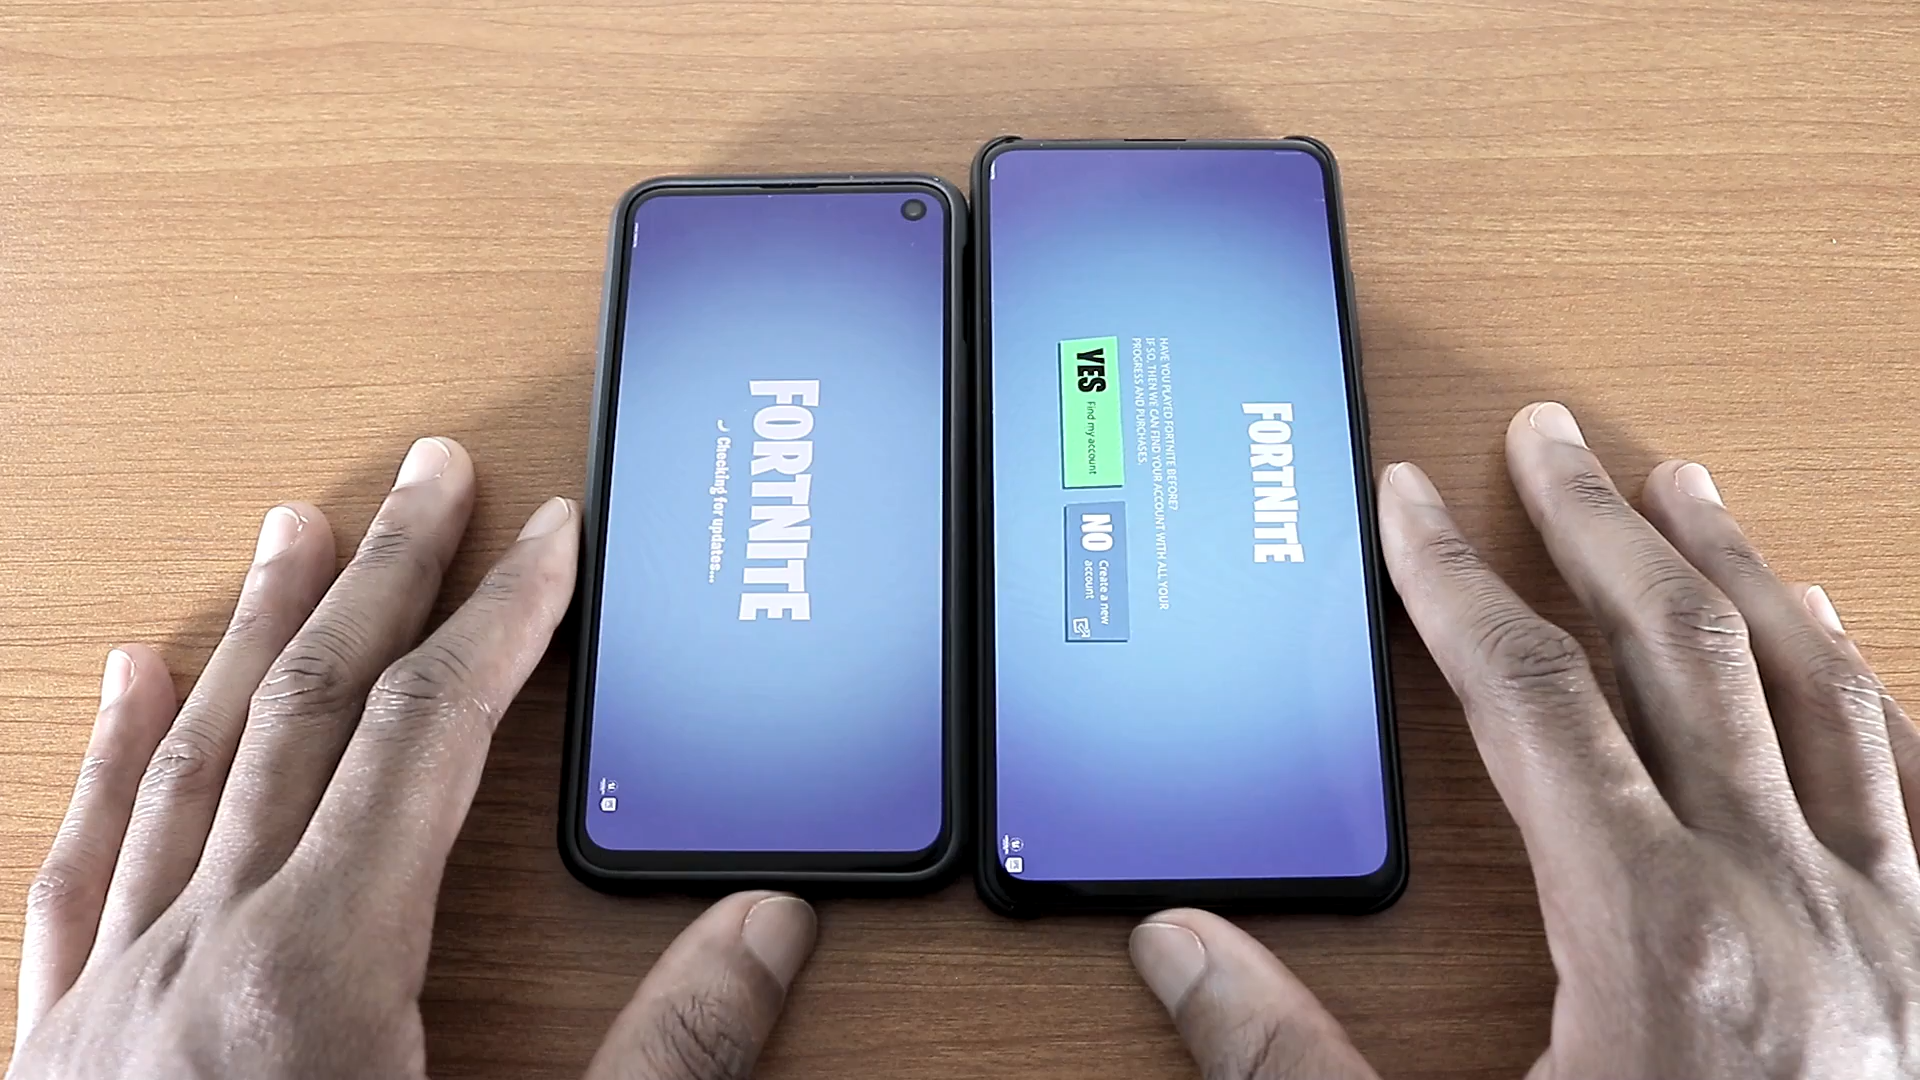 FORTNITE
Checking for updates...
FORTNITE
HAVE YOU PLAYED FORTNITE BEFORE?
IF SO, THEN WE CAN FIND YOUR ACCOUNT WITH ALL YOUR
PROGRESS AND PURCHASES.
YES Find my account
NO Create a new
account